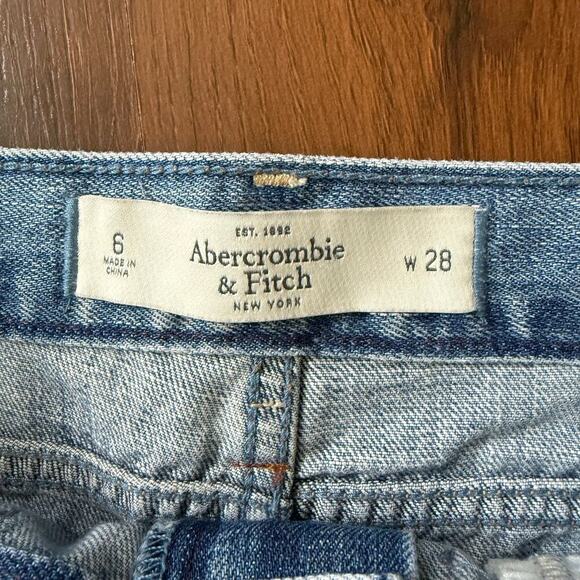 6
MADE IN
CHINA
EST. 1892
Abercrombie
& Fitch
NEW YORK
W 28